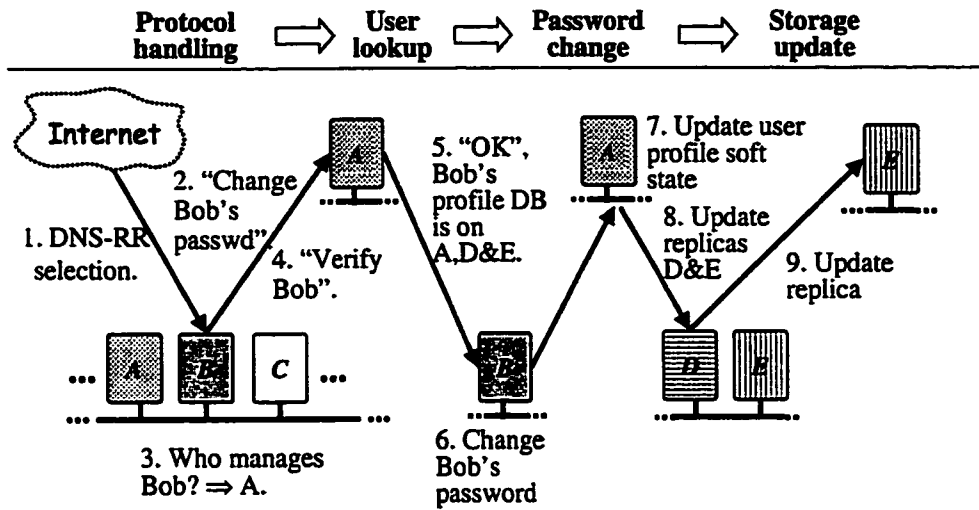 Protocol handling
User lookup
Password change
Storage update
Internet
1. DNS-RR
selection.
2. “Change
Bob's
passwd”.
4. “Verify
Bob”.
A
5. “OK”,
Bob's
profile DB
is on
A,D&E.
A
7. Update user
profile soft
state
8. Update
replicas
D&E
9. Update
replica
E
A
B
C
...
...
3. Who manages
Bob? ⇒ A.
B
6. Change
Bob's
password
D
E